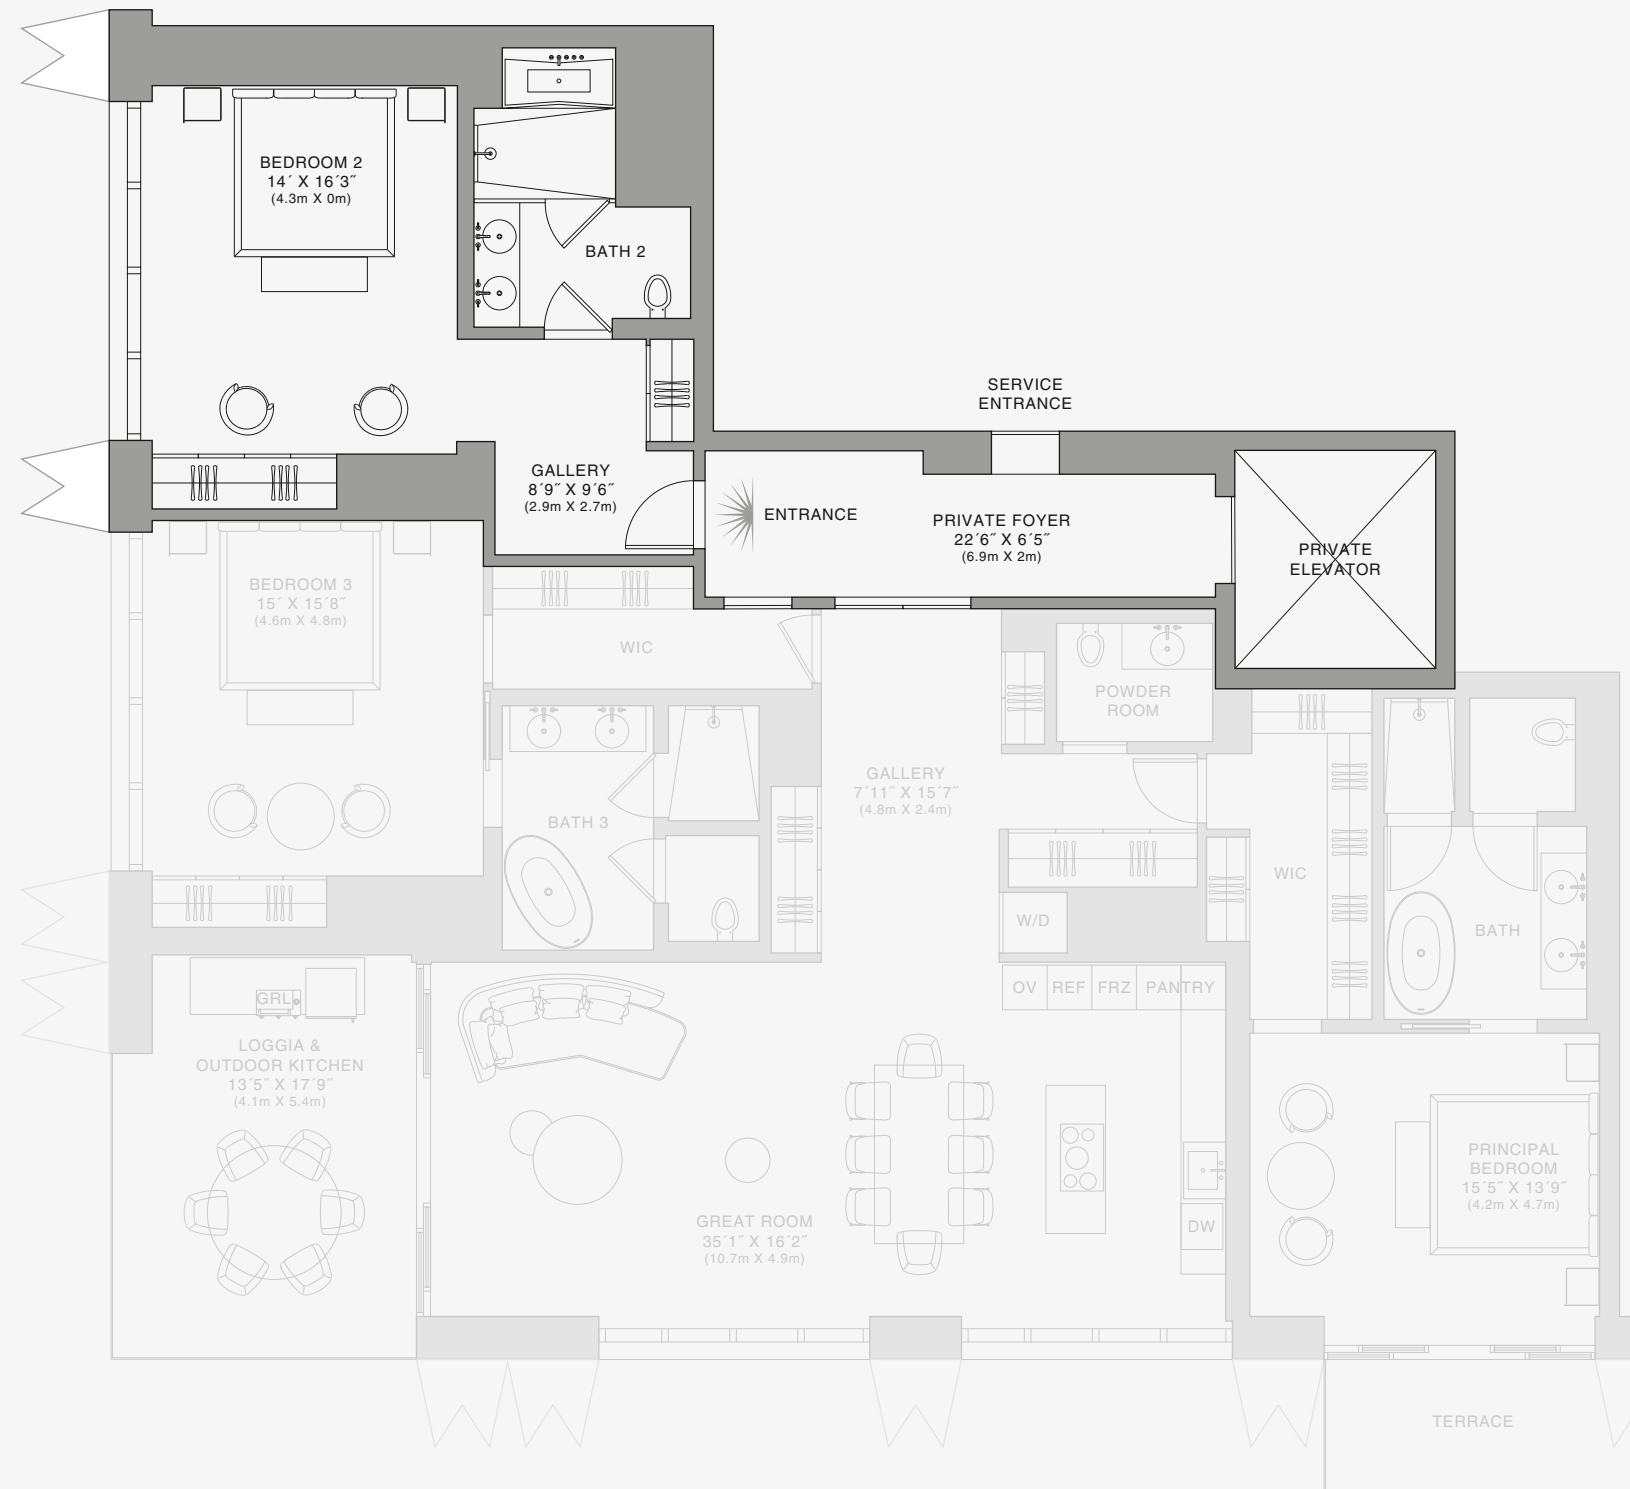 BEDROOM 2
14´ X 16´3˝
(4.3m X 0m)
BATH 2
SERVICE
ENTRANCE
GALLERY
8´9˝ X 9´6˝
(2.9m X 2.7m)
ENTRANCE
PRIVATE FOYER
22´6˝ X 6´5˝
(6.9m X 2m)
PRIVATE
ELEVATOR
BEDROOM 3
15´ X 15´8˝
(4.6m X 4.8m)
WIC
POWDER
ROOM
GALLERY
7´11˝ X 15´7˝
(4.8m X 2.4m)
BATH 3
WIC
W/D
BATH
OV
REF
FRZ
PANTRY
GRL
LOGGIA &
OUTDOOR KITCHEN
13´5˝ X 17´9˝
(4.1m X 5.4m)
PRINCIPAL
BEDROOM
15´5˝ X 13´9˝
(4.2m X 4.7m)
GREAT ROOM
35´1˝ X 16´2˝
(10.7m X 4.9m)
DW
TERRACE